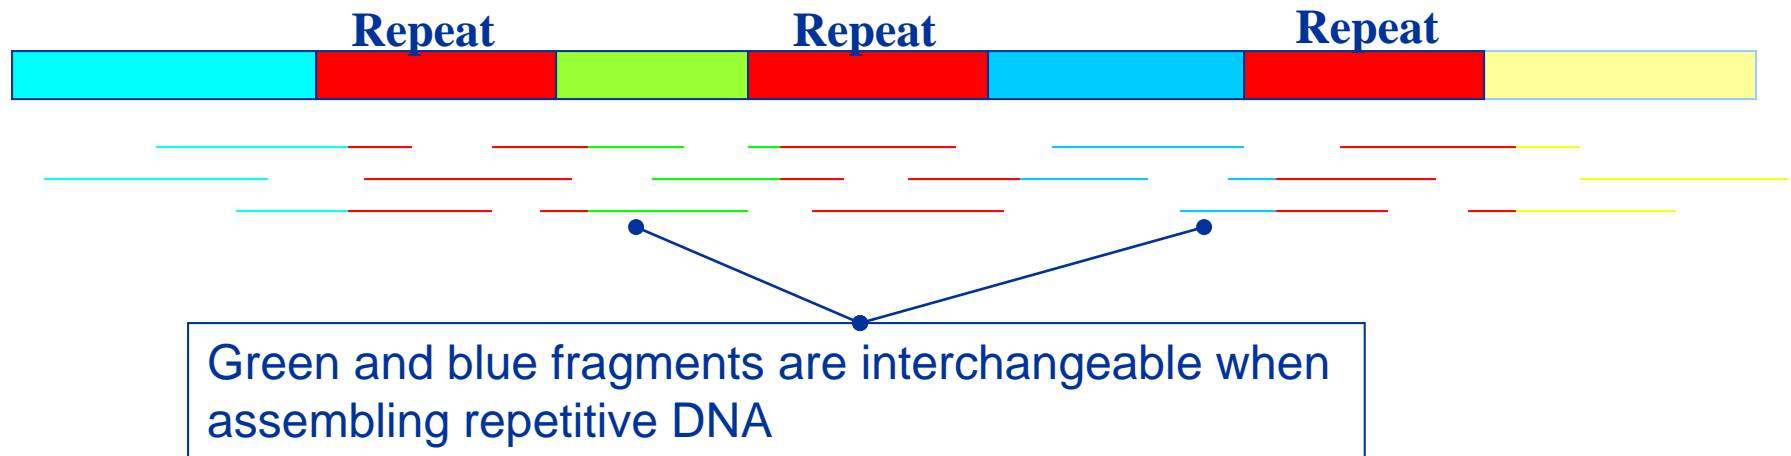 Repeat Repeat Repeat
Green and blue fragments are interchangeable when
assembling repetitive DNA